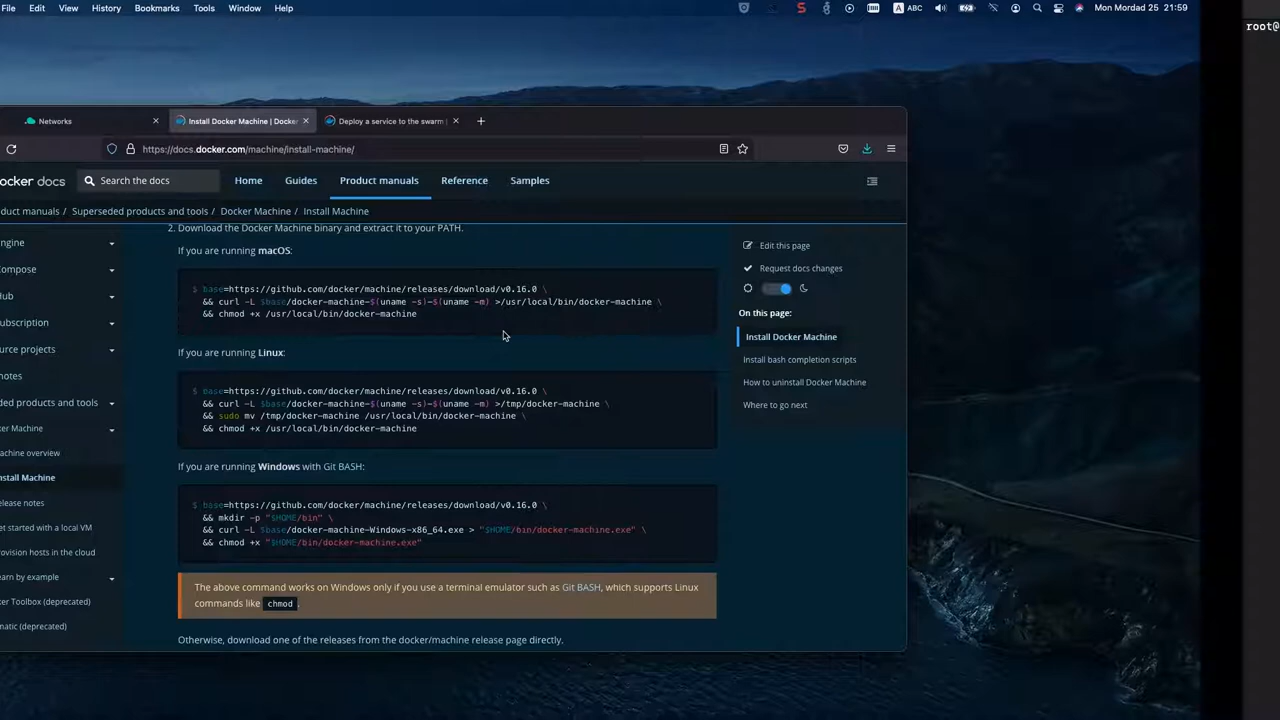 File Edit View History Bookmarks Tools Window Help ABC Mon Mordad 25 21:59
root@
Networks Install Docker Machine | Docker Deploy a service to the swarm |
https://docs.docker.com/machine/install-machine/
ocker docs Search the docs Home Guides Product manuals Reference Samples
duct manuals / Superseded products and tools / Docker Machine / Install Machine
ngine
ompose
Hub
ubscription
urce projects
notes
ded products and tools
ker Machine
achine overview
nstall Machine
elease notes
et started with a local VM
rovision hosts in the cloud
earn by example
ker Toolbox (deprecated)
matic (deprecated)
2. Download the Docker Machine binary and extract it to your PATH.
If you are running macOS:
$ base=https://github.com/docker/machine/releases/download/v0.16.0 \
&& curl -L $base/docker-machine-$(uname -s)-$(uname -m) >/usr/local/bin/docker-machine \
&& chmod +x /usr/local/bin/docker-machine
If you are running Linux:
$ base=https://github.com/docker/machine/releases/download/v0.16.0 \
&& curl -L $base/docker-machine-$(uname -s)-$(uname -m) >/tmp/docker-machine \
&& sudo mv /tmp/docker-machine /usr/local/bin/docker-machine \
&& chmod +x /usr/local/bin/docker-machine
If you are running Windows with Git BASH:
$ base=https://github.com/docker/machine/releases/download/v0.16.0 \
&& mkdir -p "$HOME/bin" \
&& curl -L $base/docker-machine-Windows-x86_64.exe > "$HOME/bin/docker-machine.exe" \
&& chmod +x "$HOME/bin/docker-machine.exe"
The above command works on Windows only if you use a terminal emulator such as Git BASH, which supports Linux
commands like chmod.
Otherwise, download one of the releases from the docker/machine release page directly.
Edit this page
Request docs changes
On this page:
Install Docker Machine
Install bash completion scripts
How to uninstall Docker Machine
Where to go next